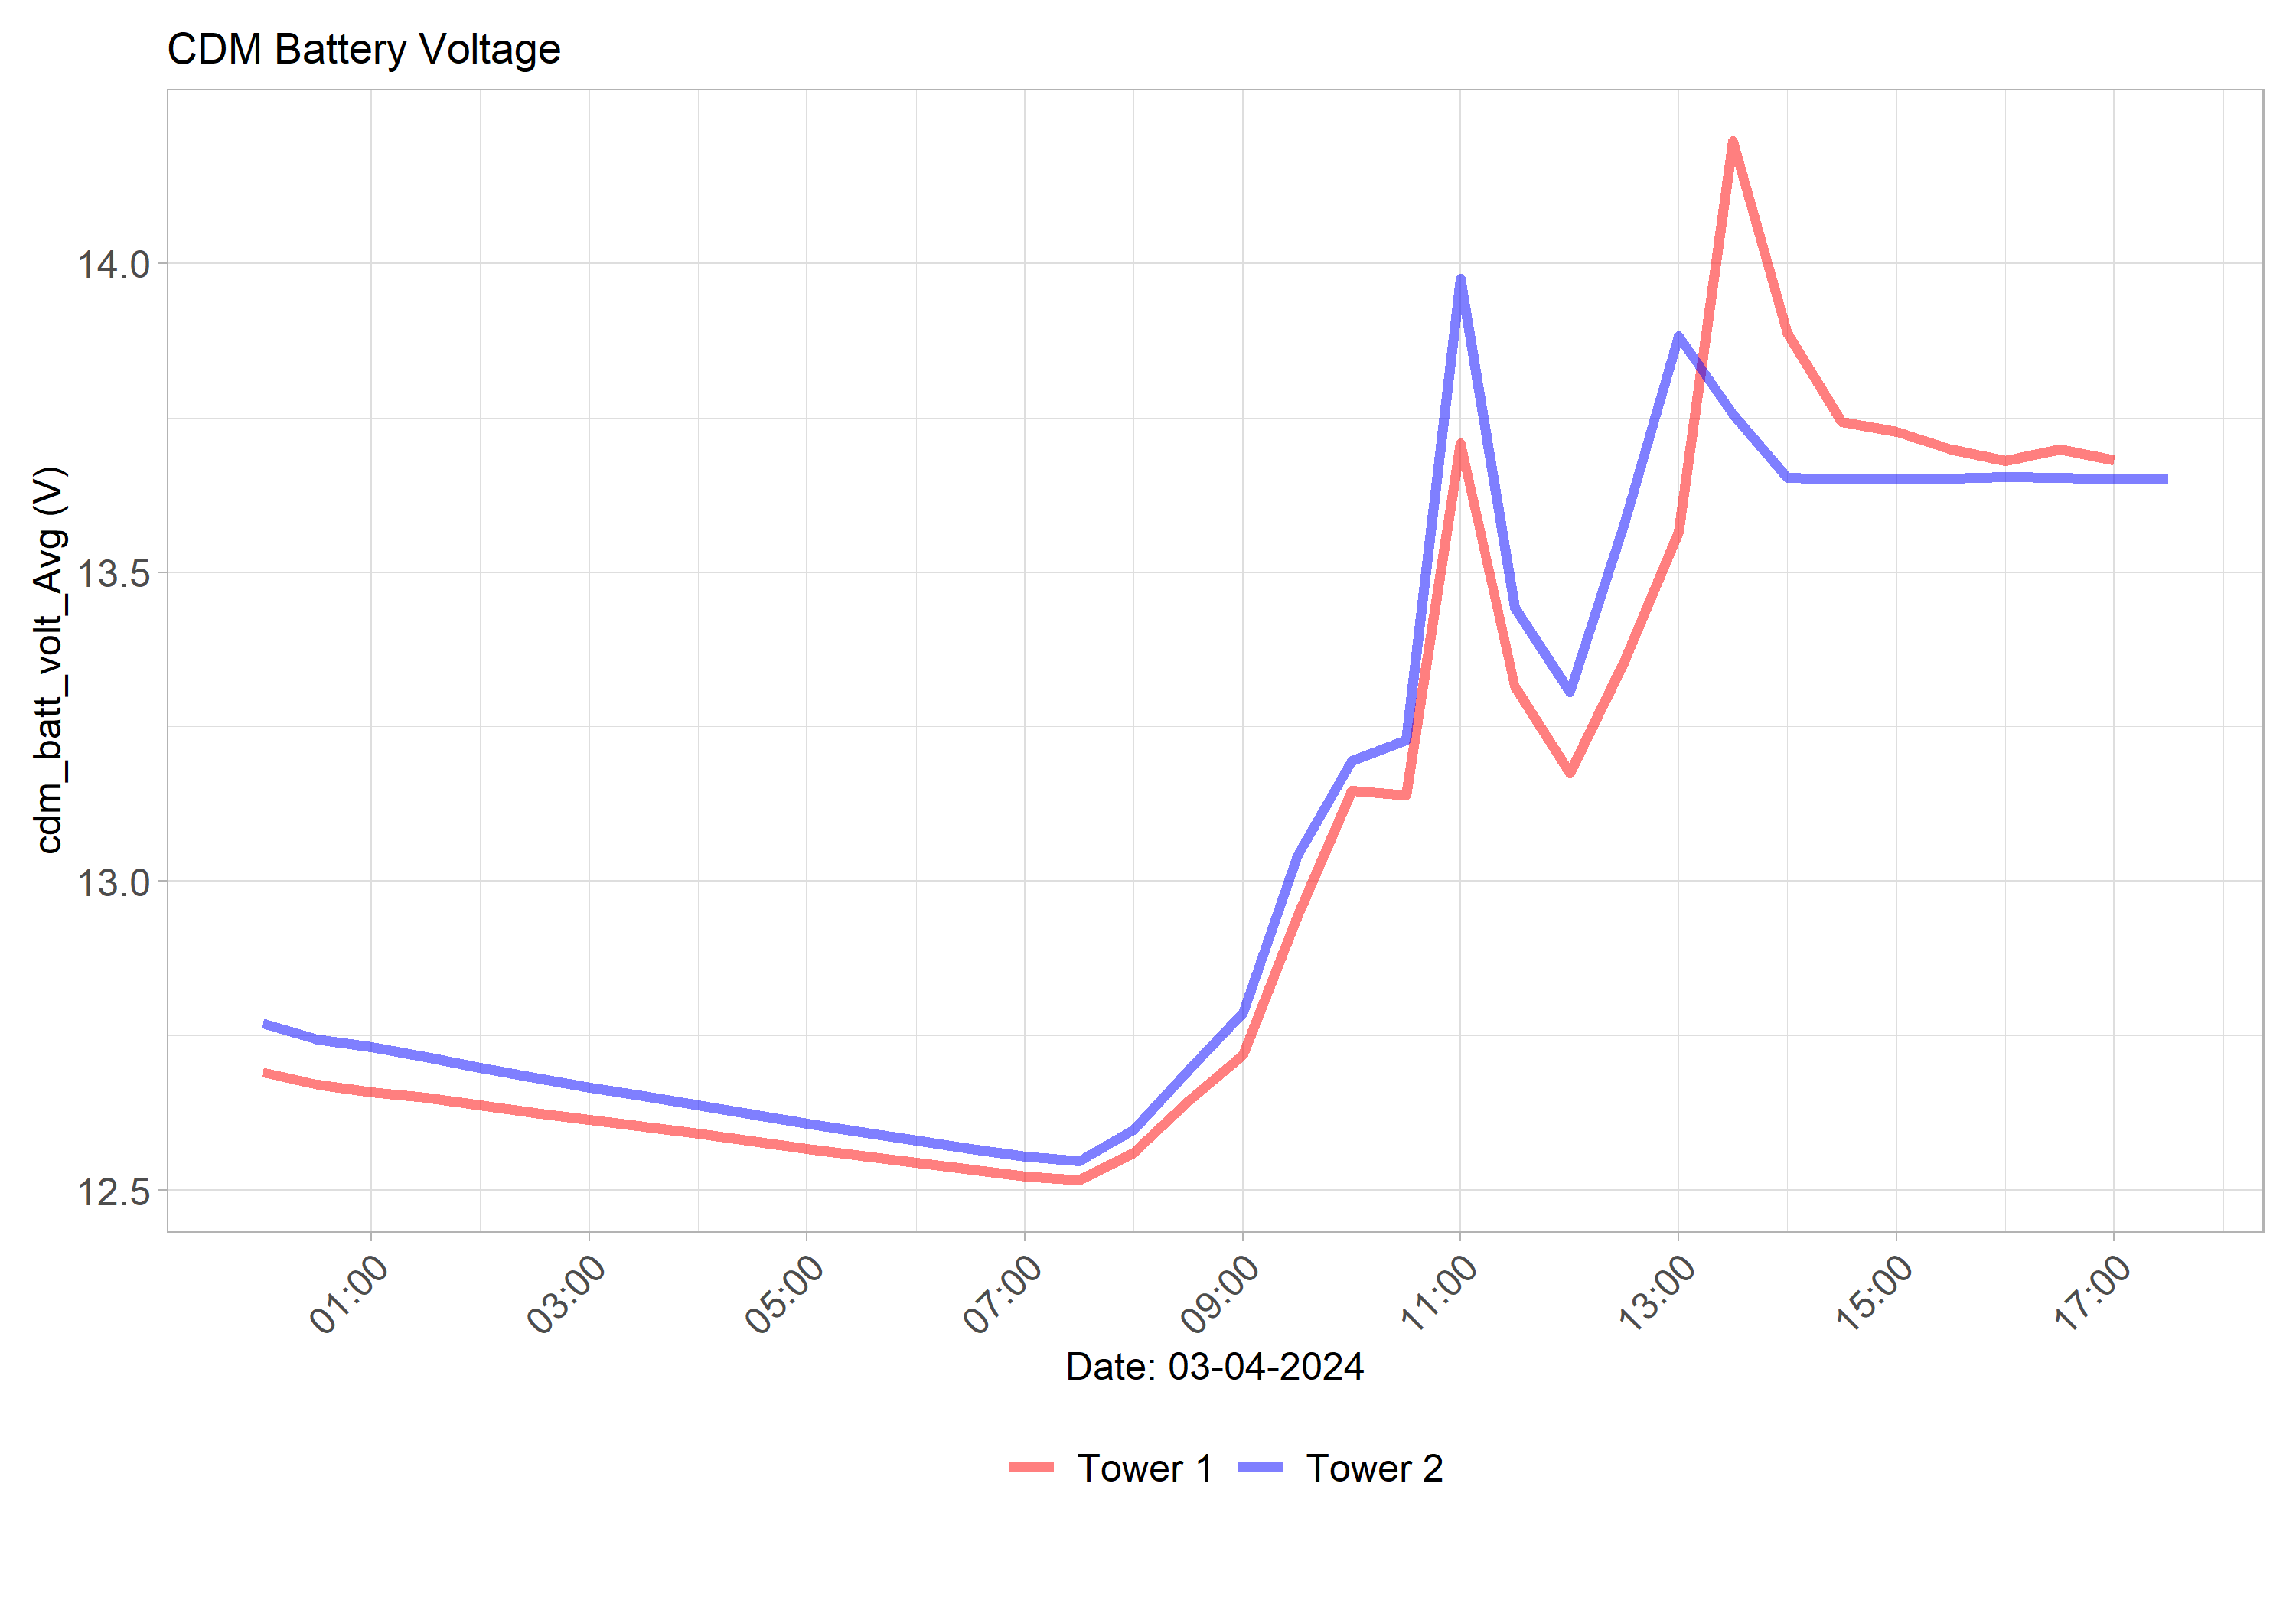 CDM Battery Voltage
cdm_batt_volt_Avg (V)
14.0
13.5
13.0
12.5
01:00 03:00 05:00 07:00 09:00 11:00 13:00 15:00 17:00
Date: 03-04-2024
Tower 1 Tower 2